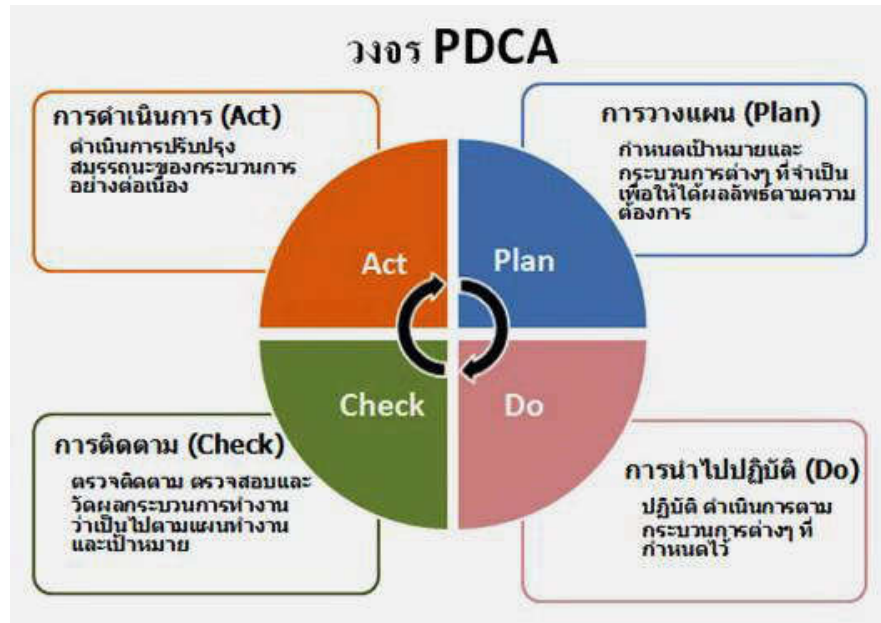 วงจร PDCA
การดำเนินการ (Act)
ดำเนินการปรับปรุง
สมรรถนะของกระบวนการ
อย่างต่อเนื่อง
การวางแผน (Plan)
กำหนดเป้าหมายและ
กระบวนการต่างๆ ที่จำเป็น
เพื่อให้ได้ผลลัพธ์ตามความ
ต้องการ
Act
Plan
Check
Do
การติดตาม (Check)
ตรวจติดตาม ตรวจสอบและ
วัดผลกระบวนการทำงาน
ว่าเป็นไปตามแผนทำงาน
และเป้าหมาย
การนำไปปฏิบัติ (Do)
ปฏิบัติ ดำเนินการตาม
กระบวนการต่างๆ ที่
กำหนดไว้